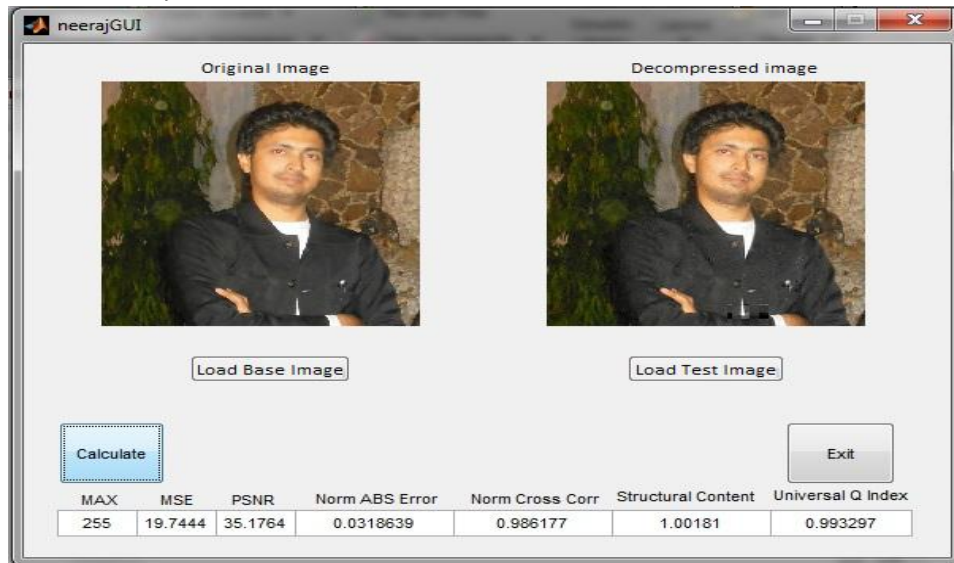 neerajGUI
Original Image Decompressed image
Load Base Image Load Test Image
Calculate Exit
MAX MSE PSNR Norm ABS Error Norm Cross Corr Structural Content Universal Q Index
255 19.7444 35.1764 0.0318639 0.986177 1.00181 0.993297